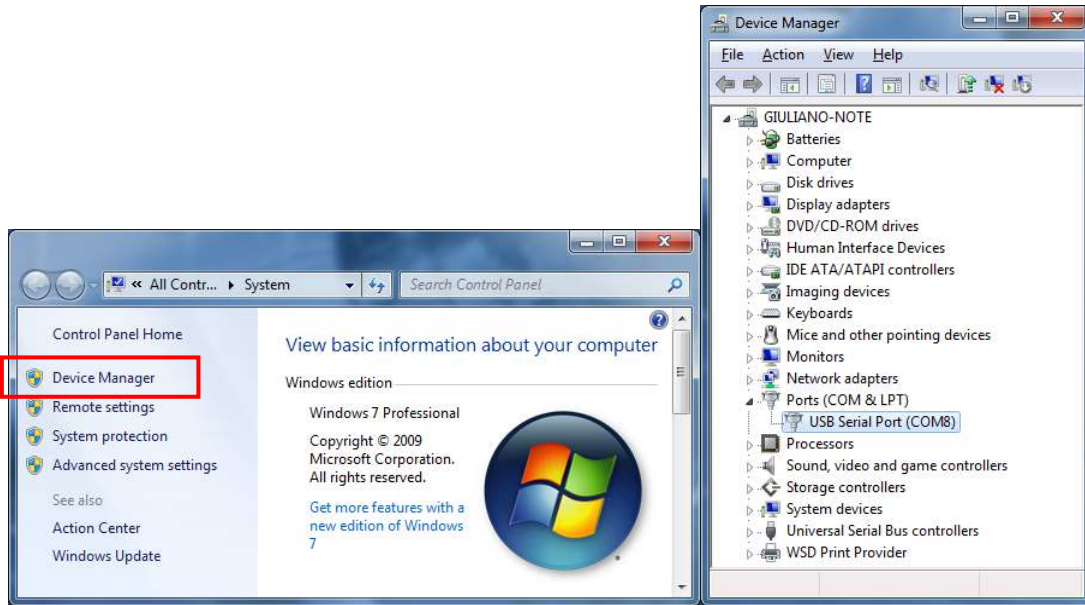 All Contr... System
Search Control Panel
Control Panel Home
Device Manager
Remote settings
System protection
Advanced system settings
See also
Action Center
Windows Update
View basic information about your computer
Windows edition
Windows 7 Professional
Copyright © 2009
Microsoft Corporation.
All rights reserved.
Get more features with a
new edition of Windows
7
Device Manager
File Action View Help
GIULIANO-NOTE
Batteries
Computer
Disk drives
Display adapters
DVD/CD-ROM drives
Human Interface Devices
IDE ATA/ATAPI controllers
Imaging devices
Keyboards
Mice and other pointing devices
Monitors
Network adapters
Ports (COM & LPT)
USB Serial Port (COM8)
Processors
Sound, video and game controllers
Storage controllers
System devices
Universal Serial Bus controllers
WSD Print Provider